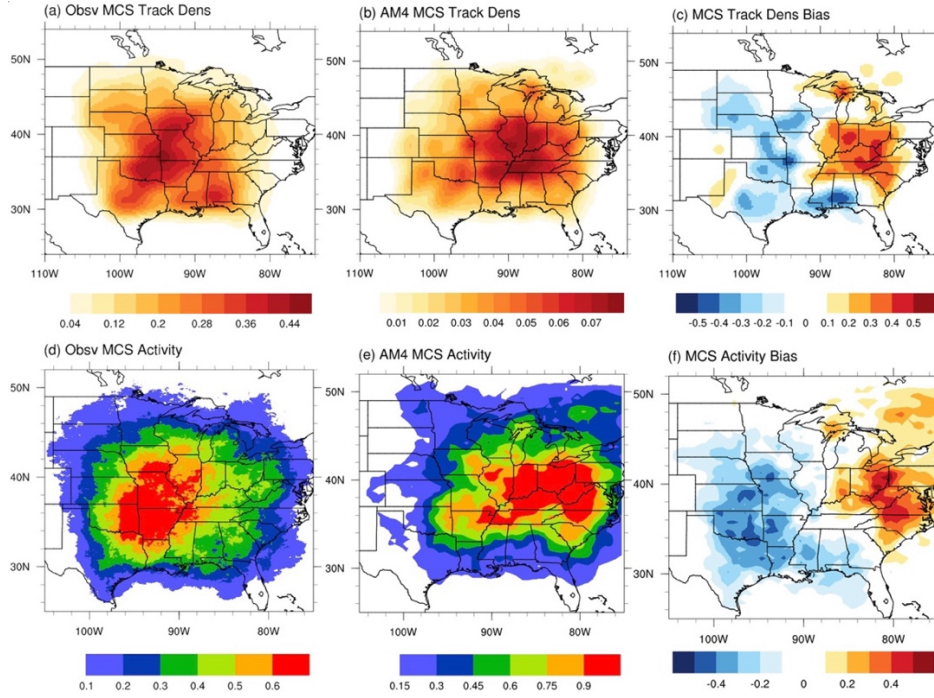 (a) Obsv MCS Track Dens
(b) AM4 MCS Track Dens
(c) MCS Track Dens Bias
50N 50N 50N
40N 40N 40N
30N 30N 30N
110W 100W 90W 80W 110W 100W 90W 80W 110W 100W 90W 80W
0.04 0.12 0.2 0.28 0.36 0.44
0.01 0.02 0.03 0.04 0.05 0.06 0.07
-0.5 -0.4 -0.3 -0.2 -0.1 0 0.1 0.2 0.3 0.4 0.5
(d) Obsv MCS Activity
(e) AM4 MCS Activity
(f) MCS Activity Bias
50N 50N 50N
40N 40N 40N
30N 30N 30N
100W 90W 80W 100W 90W 80W 100W 90W 80W
0.1 0.2 0.3 0.4 0.5 0.6
0.15 0.3 0.45 0.6 0.75 0.9
-0.4 -0.2 0 0.2 0.4